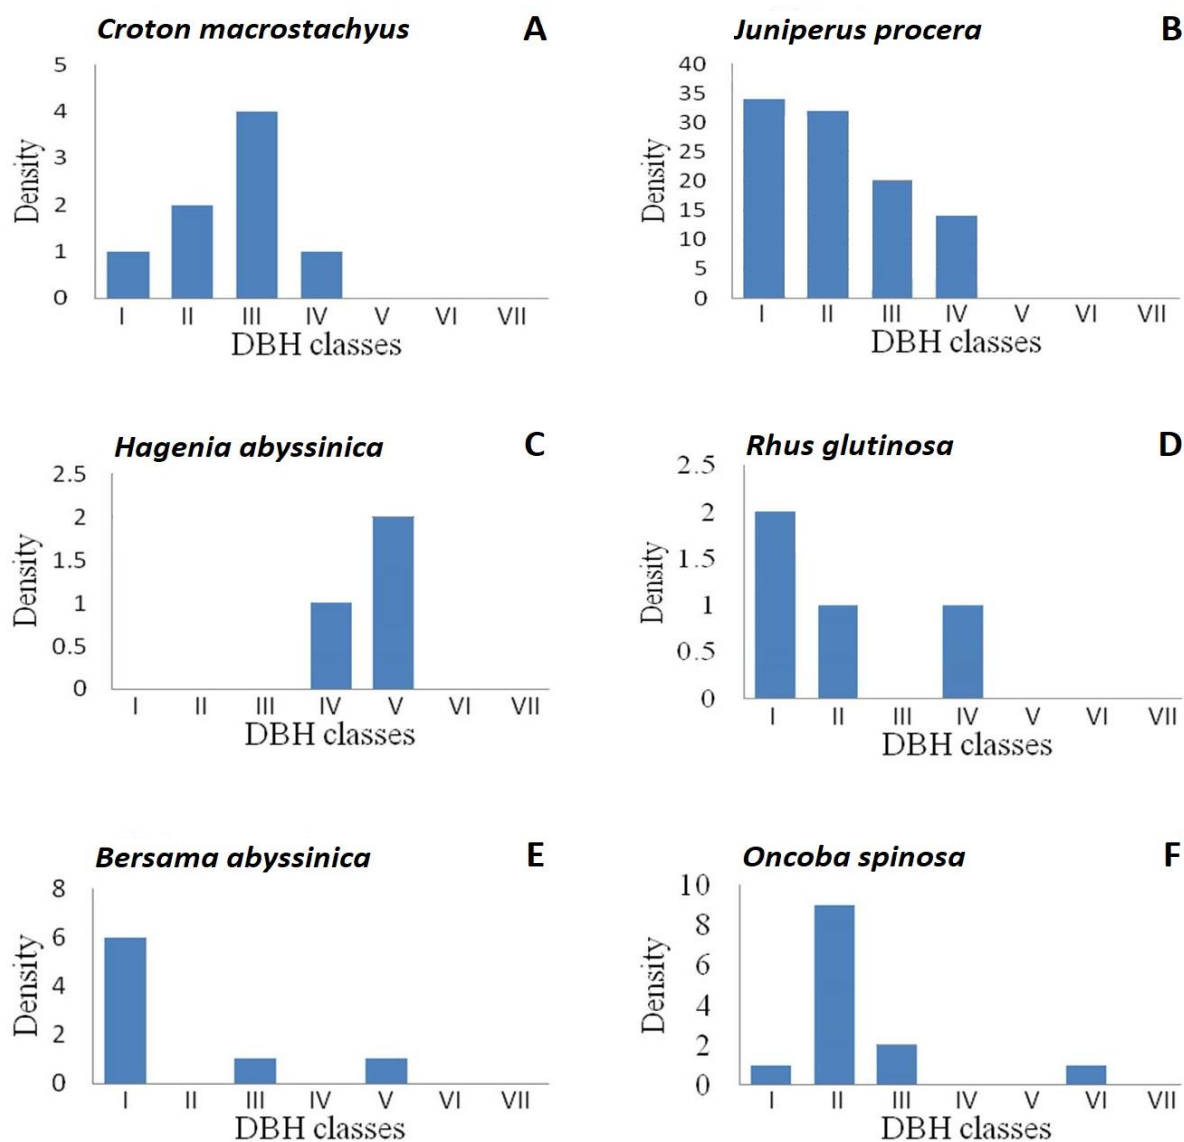 Croton macrostachyus A
5
4
3
2
1
0
Density
I II III IV V VI VII
DBH classes
Juniperus procera B
40
35
30
25
20
15
10
5
0
Density
I II III IV V VI VII
DBH classes
Hagenia abyssinica C
2.5
2
1.5
1
0.5
0
Density
I II III IV V VI VII
DBH classes
Rhus glutinosa D
2.5
2
1.5
1
0.5
0
Density
I II III IV V VI VII
DBH classes
Bersama abyssinica E
8
6
4
2
0
Density
I II III IV V VI VII
DBH classes
Oncoba spinosa F
10
8
6
4
2
0
Density
I II III IV V VI VII
DBH classes